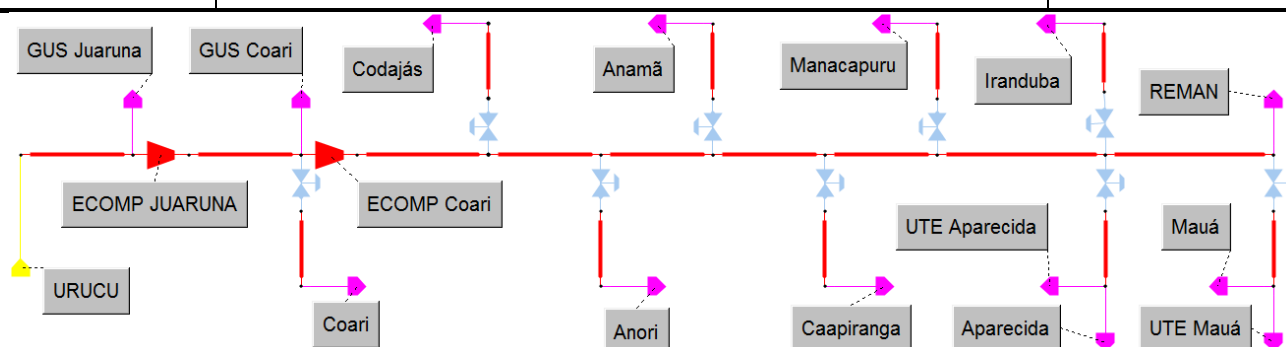 GUS Juaruna
GUS Coari
Codajás
Anamã
Manacapuru
Iranduba
REMAN
ECOMP JUARUNA
ECOMP Coari
UTE Aparecida
Mauá
URUCU
Coari
Anori
Caapiranga
Aparecida
UTE Mauá